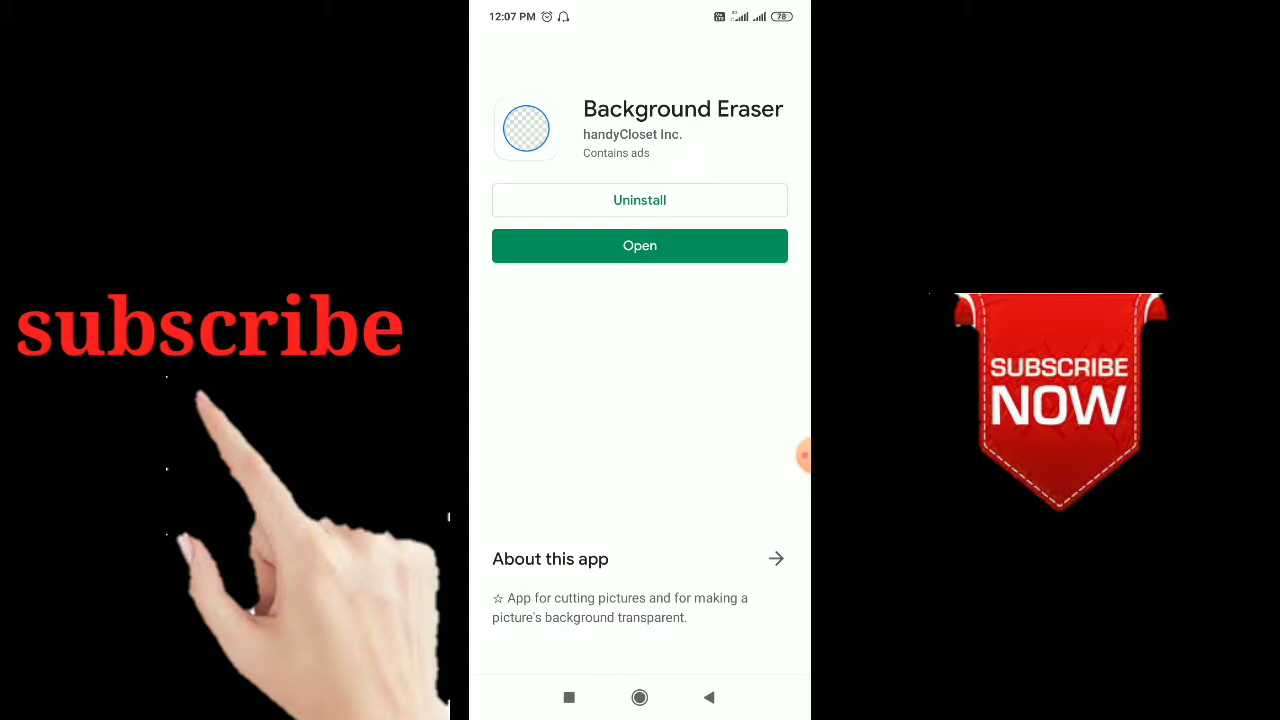 12:07 PM
78
Background Eraser
handyCloset Inc.
Contains ads
Uninstall
Open
subscribe
SUBSCRIBE
NOW
About this app
☆ App for cutting pictures and for making a
picture's background transparent.